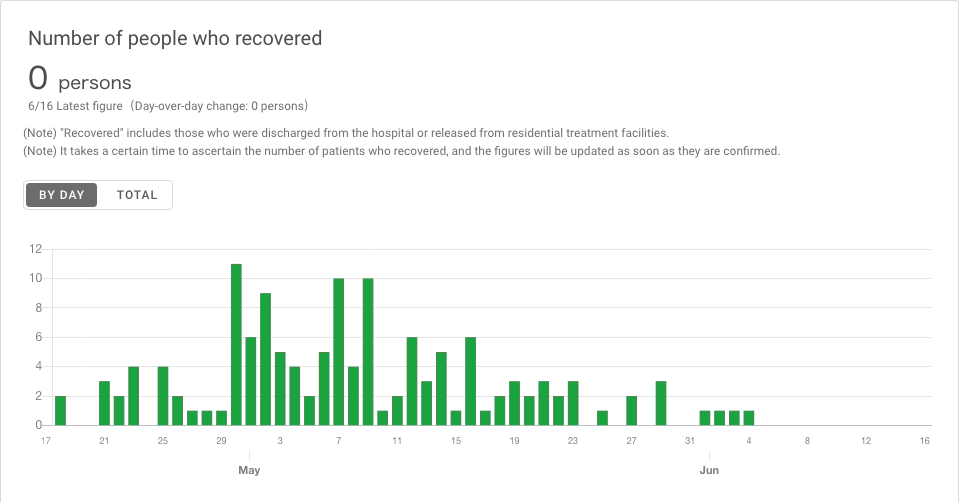 Number of people who recovered
0 persons
6/16 Latest figure（Day-over-day change: 0 persons）
(Note) "Recovered" includes those who were discharged from the hospital or released from residential treatment facilities.
(Note) It takes a certain time to ascertain the number of patients who recovered, and the figures will be updated as soon as they are confirmed.
BY DAY TOTAL
12
10
8
6
4
2
0
17 21 25 29 3 7 11 15 19 23 27 31 4 8 12 16
May Jun